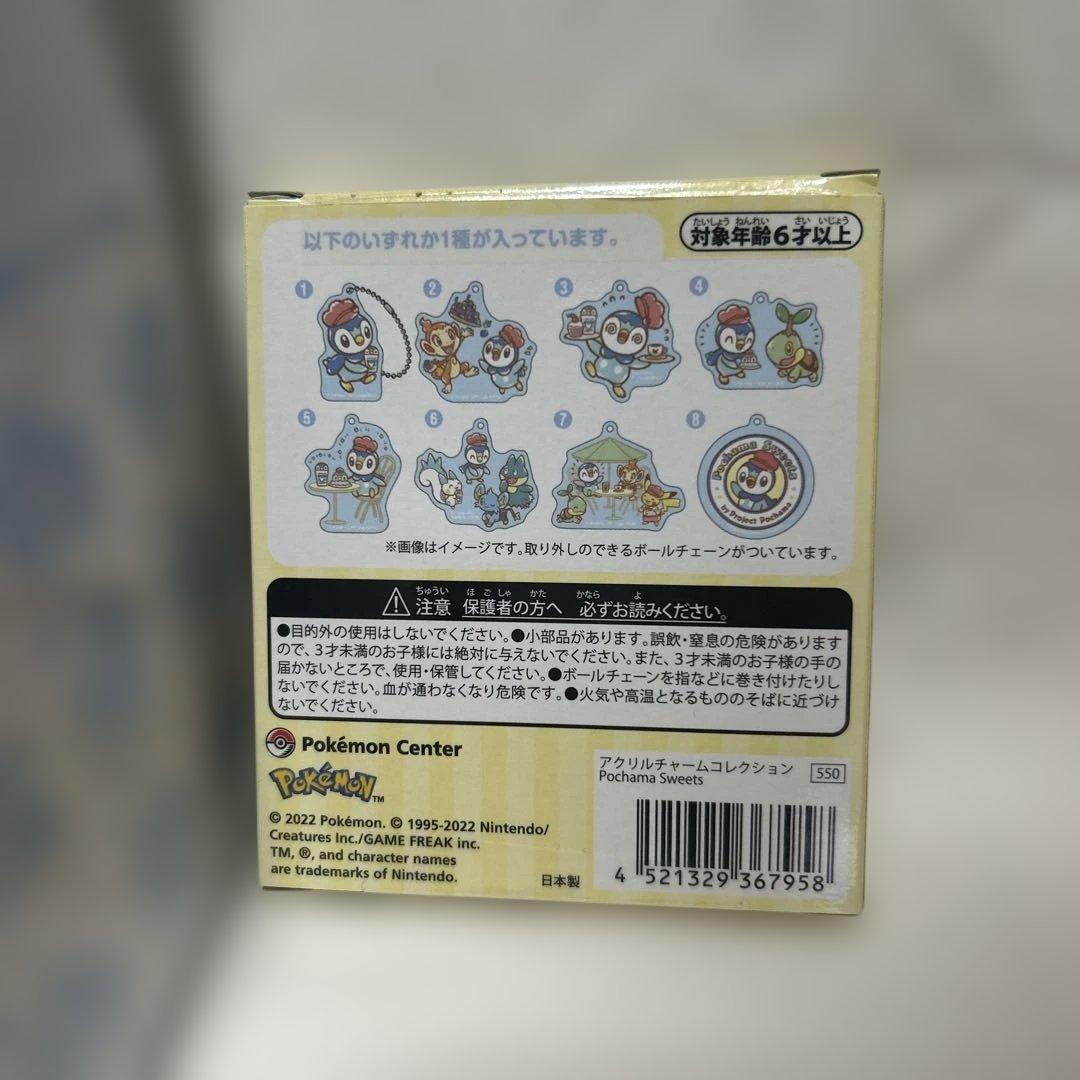 以下のいずれか1種が入っています。
たいしょう ねんれい さい いじょう
対象年齢6才以上
1 2 3 4
5 6 7 8
Pochama Sweets
by Project Pochama
※画像はイメージです。取り外しのできるボールチェーンがついています。
ちゅうい ほごしゃ かた かなら よ
注意 保護者の方へ 必ずお読みください。
●目的外の使用はしないでください。●小部品があります。誤飲・窒息の危険があります
ので、3才未満のお子様には絶対に与えないでください。また、3才未満のお子様の手の
届かないところで、使用・保管してください。●ボールチェーンを指などに巻き付けたりし
ないでください。血が通わなくなり危険です。●火気や高温となるもののそばに近づけ
ないでください。
Pokémon Center
POKéMON TM
© 2022 Pokémon. © 1995-2022 Nintendo/
Creatures Inc./GAME FREAK inc.
TM, ®, and character names
are trademarks of Nintendo.
日本製
アクリルチャームコレクション
Pochama Sweets
550
4 521329 367958